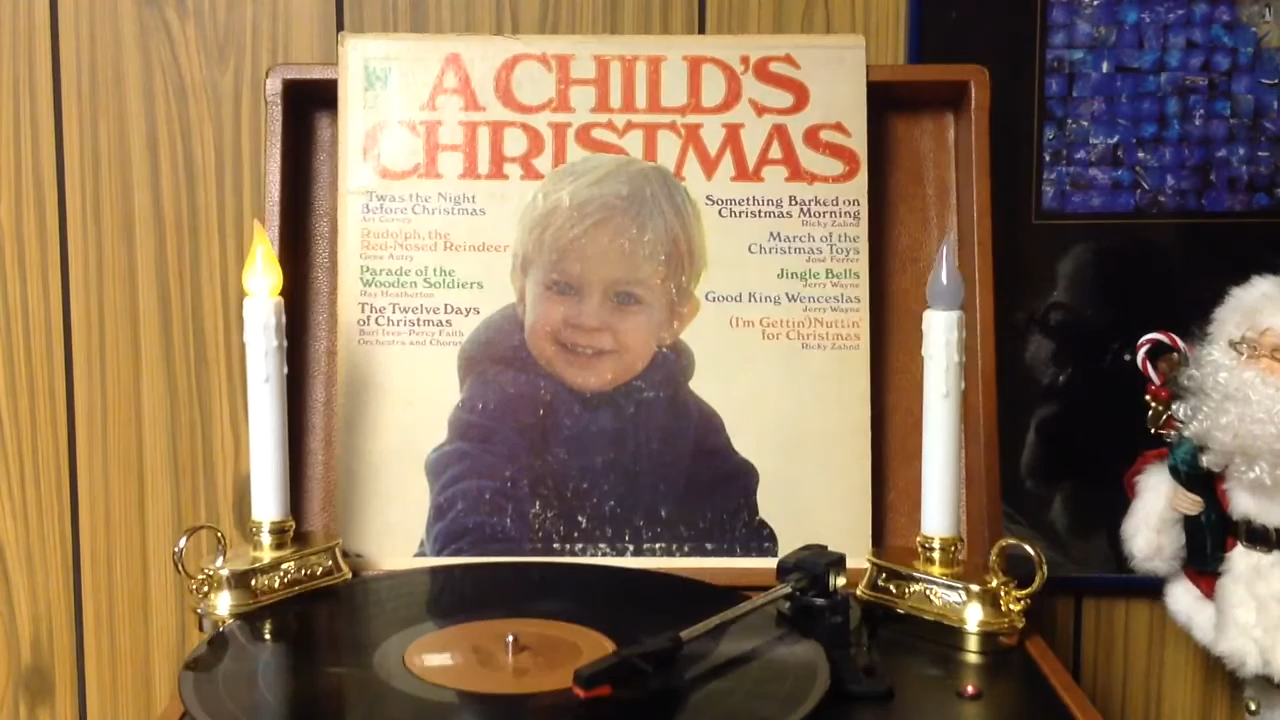 A CHILD'S
CHRISTMAS
'Twas the Night
Before Christmas
Art Carney
Rudolph, the
Red-Nosed Reindeer
Gene Autry
Parade of the
Wooden Soldiers
Ray Heatherton
The Twelve Days
of Christmas
Burl Ives-Percy Faith
Orchestra and Chorus
Something Barked on
Christmas Morning
Ricky Zahnd
March of the
Christmas Toys
José Ferrer
Jingle Bells
Jerry Wayne
Good King Wenceslas
Jerry Wayne
(I'm Gettin') Nuttin'
for Christmas
Ricky Zahnd